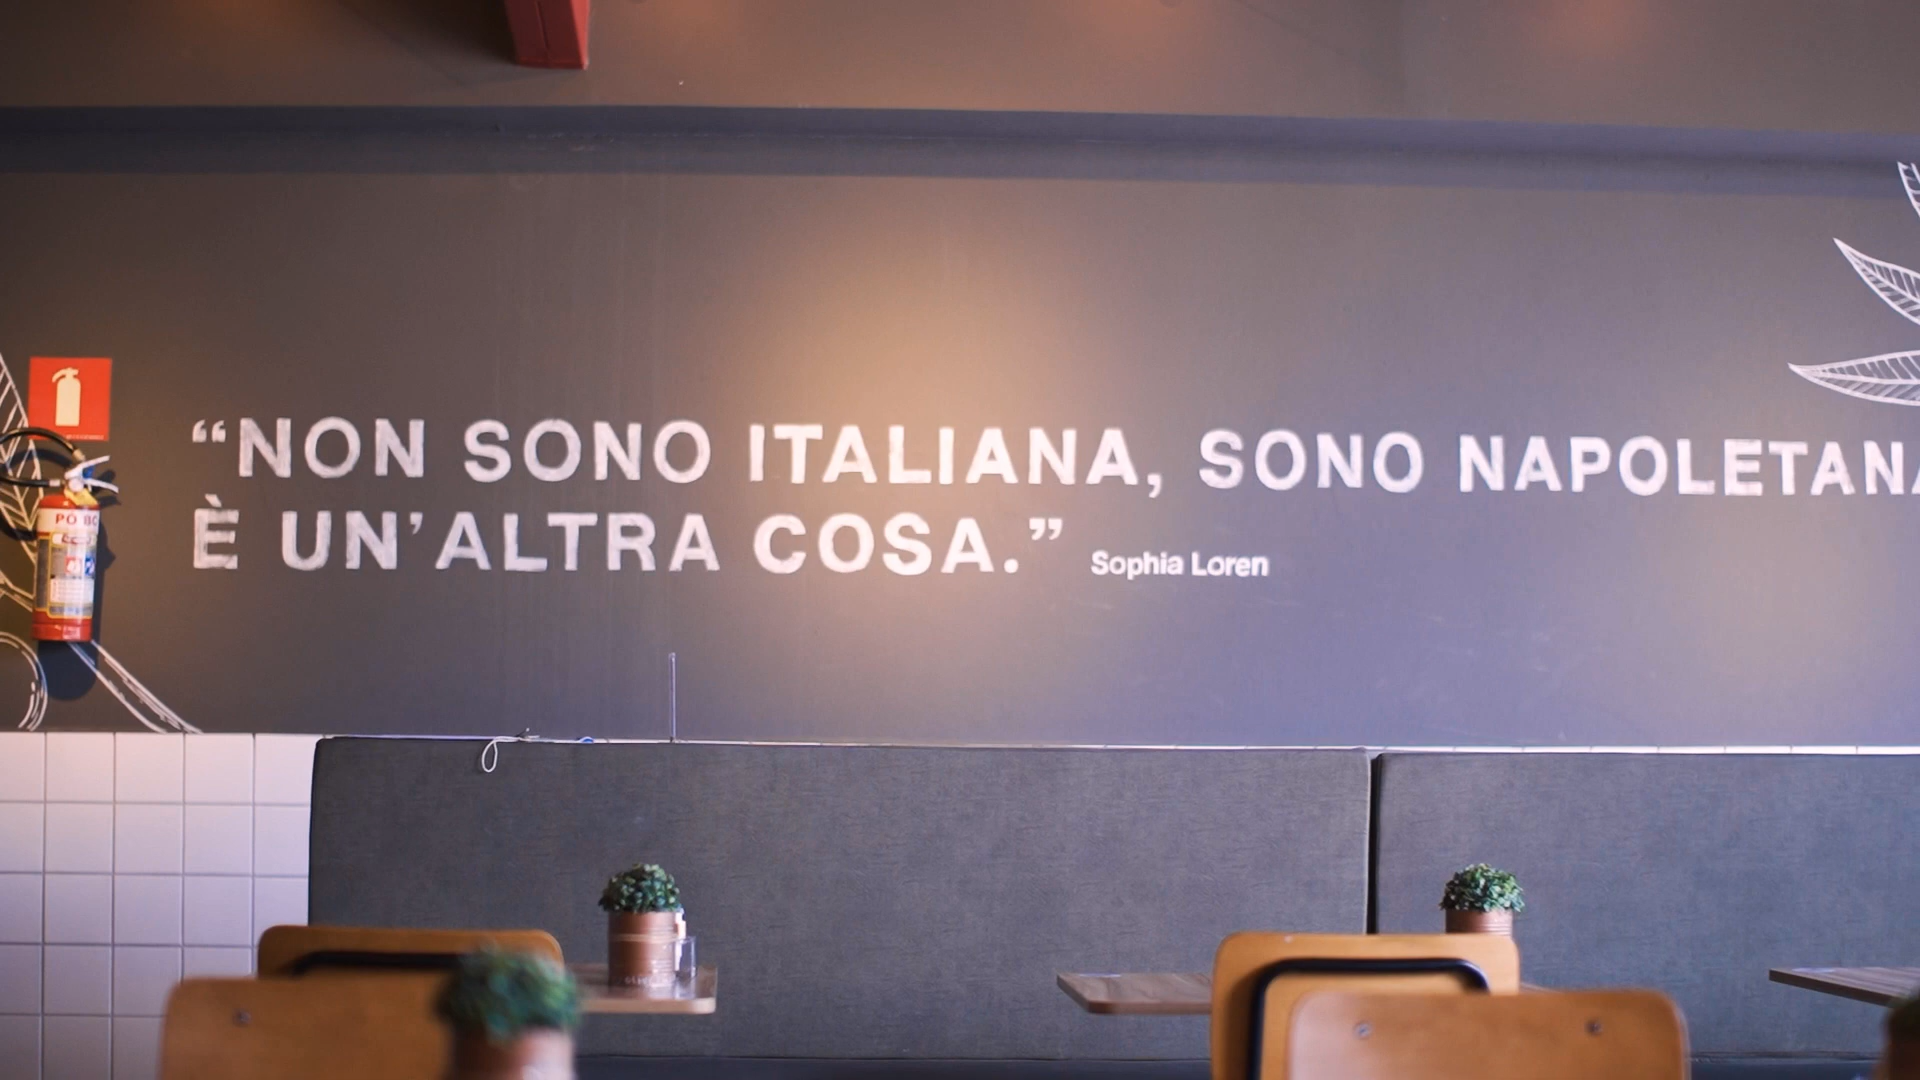 “NON SONO ITALIANA, SONO NAPOLETANA
È UN’ALTRA COSA.” Sophia Loren